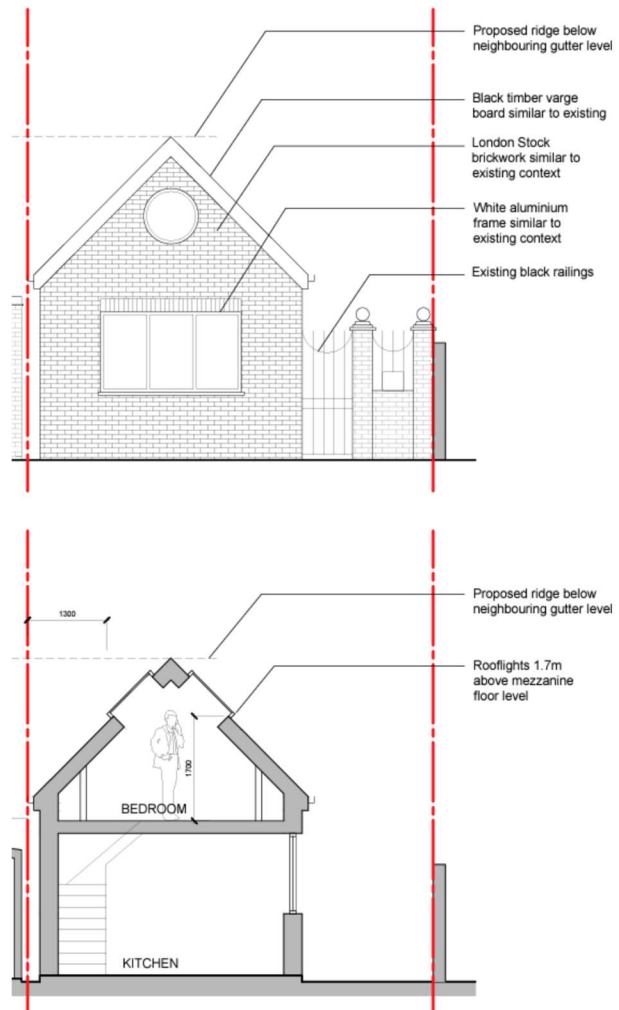 Proposed ridge below
neighbouring gutter level
Black timber varge
board similar to existing
London Stock
brickwork similar to
existing context
White aluminium
frame similar to
existing context
Existing black railings
1300
Proposed ridge below
neighbouring gutter level
Rooflights 1.7m
above mezzanine
floor level
1700
BEDROOM
KITCHEN